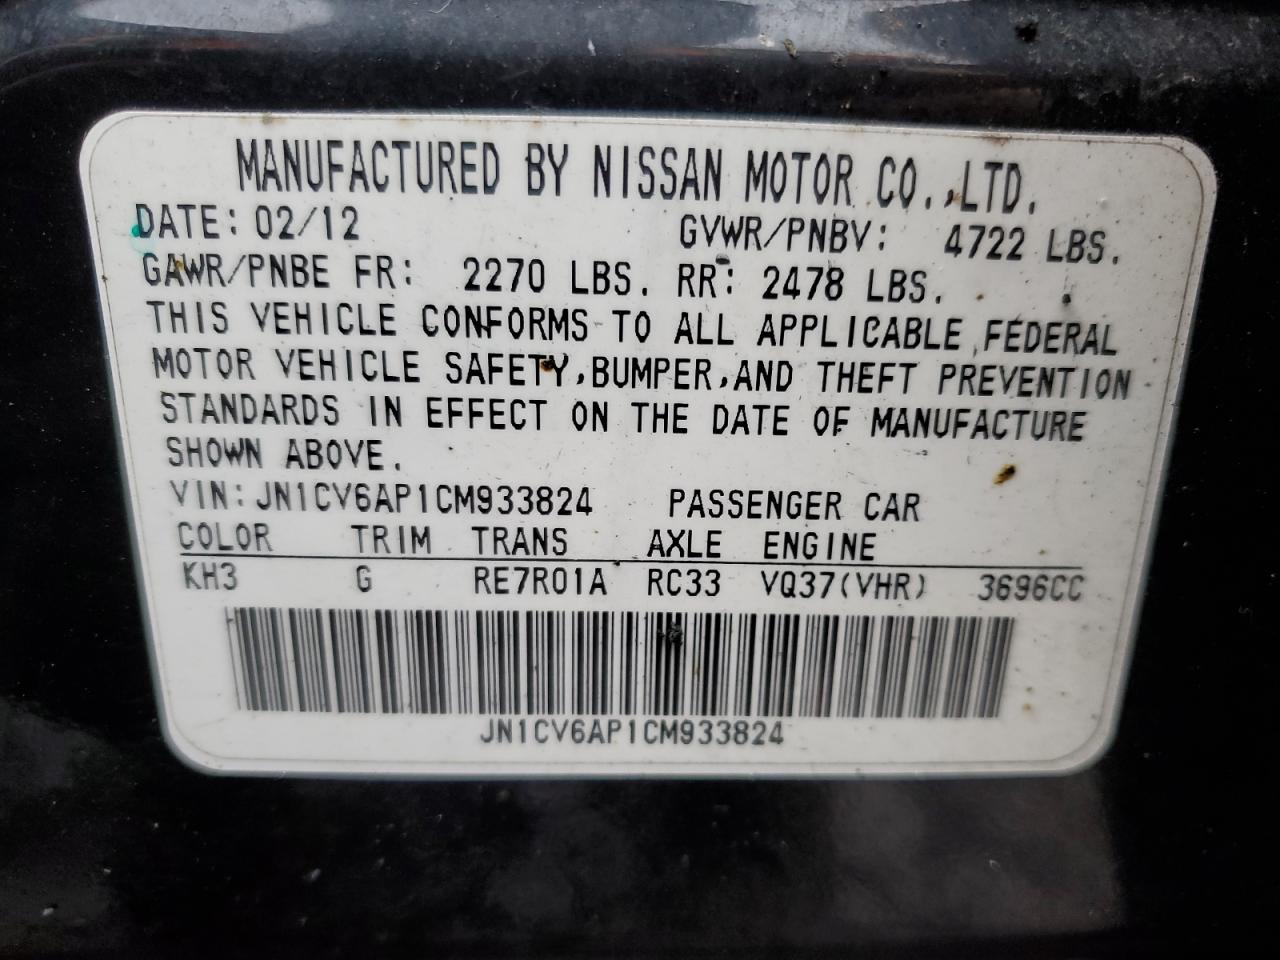 MANUFACTURED BY NISSAN MOTOR CO.,LTD.
DATE: 02/12 GVWR/PNBV: 4722 LBS.
GAWR/PNBE FR: 2270 LBS. RR: 2478 LBS.
THIS VEHICLE CONFORMS TO ALL APPLICABLE FEDERAL
MOTOR VEHICLE SAFETY,BUMPER,AND THEFT PREVENTION
STANDARDS IN EFFECT ON THE DATE OF MANUFACTURE
SHOWN ABOVE.
VIN: JN1CV6AP1CM933824 PASSENGER CAR
COLOR TRIM TRANS AXLE ENGINE
KH3 G RE7R01A RC33 VQ37(VHR) 3696CC
JN1CV6AP1CM933824